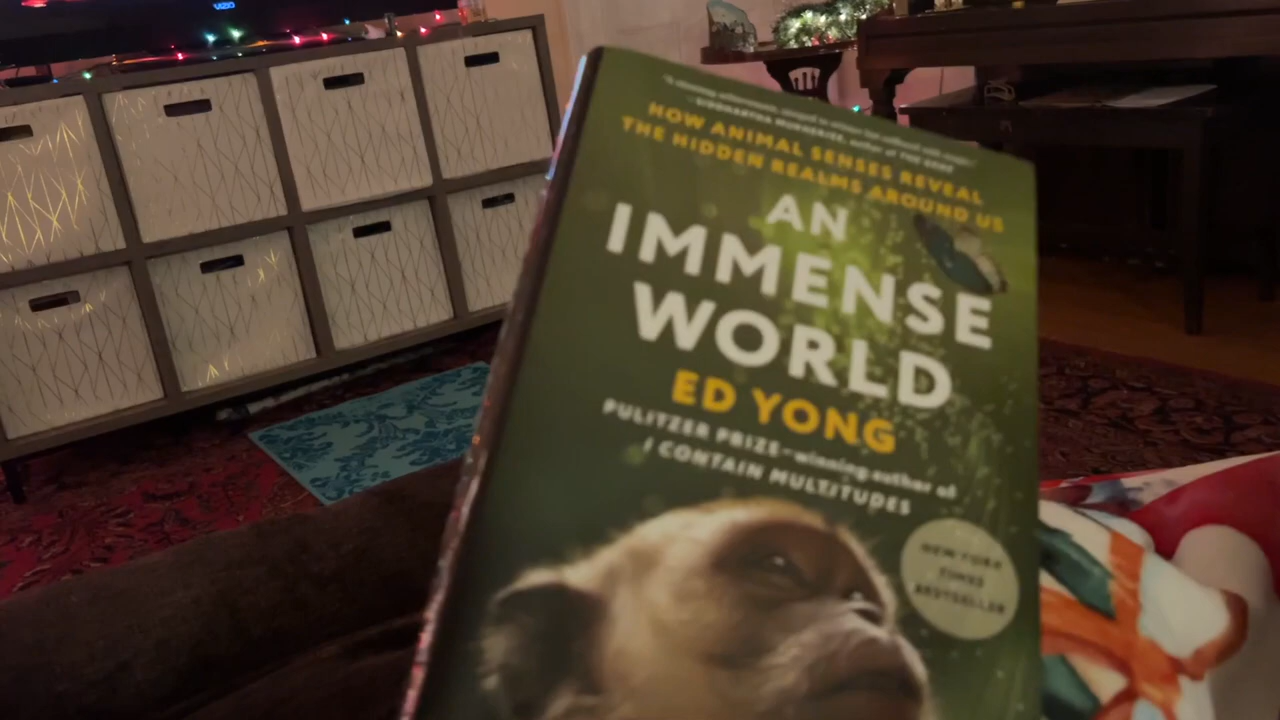 VIZIO
HOW ANIMAL SENSES REVEAL
THE HIDDEN REALMS AROUND US
AN
IMMENSE
WORLD
ED YONG
PULITZER PRIZE–winning author of
I CONTAIN MULTITUDES
NEW YORK
TIMES
BESTSELLER